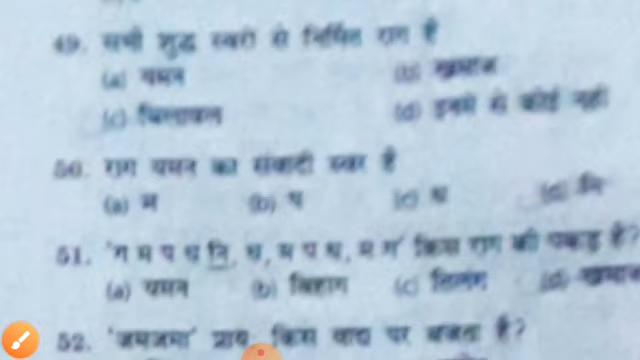 49. सभी शुद्ध स्वरों से निर्मित राग है
(a) यमन (b) खमाज
(c) बिलावल (d) इनमें से कोई नहीं
50. राग यमन का संवादी स्वर है
(a) म (b) प (c) ध (d) नि
51. 'ग म प ध नि, ध, म प ध, म ग' किस राग की पकड़ है?
(a) यमन (b) बिहाग (c) तिलंग (d) खमाज
52. 'जमजमा' प्रायः किस वाद्य पर बजता है?